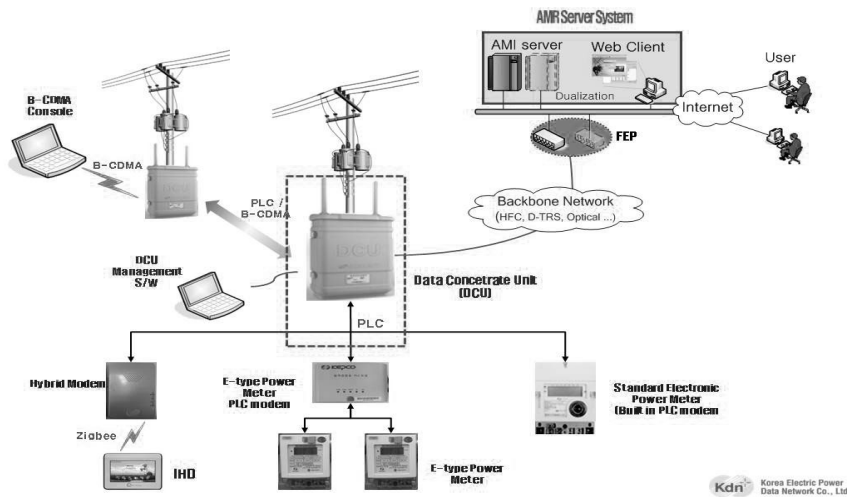 AMR Server System
AMI server
Web Client
Dualization
User
Internet
FEP
B-CDMA
Console
B-CDMA
PLC /
B-CDMA
Backbone Network
(HFC, D-TRS, Optical ...)
DCU
DCU
Management
S/W
Data Concetrate Unit
(DCU)
PLC
Hybrid Modem
E-type Power
Meter
PLC modem
KEPCO
Standard Electronic
Power Meter
(Built in PLC modem
Zigbee
IHD
E-type Power
Meter
Kdn
Korea Electric Power
Data Network Co., Ltd